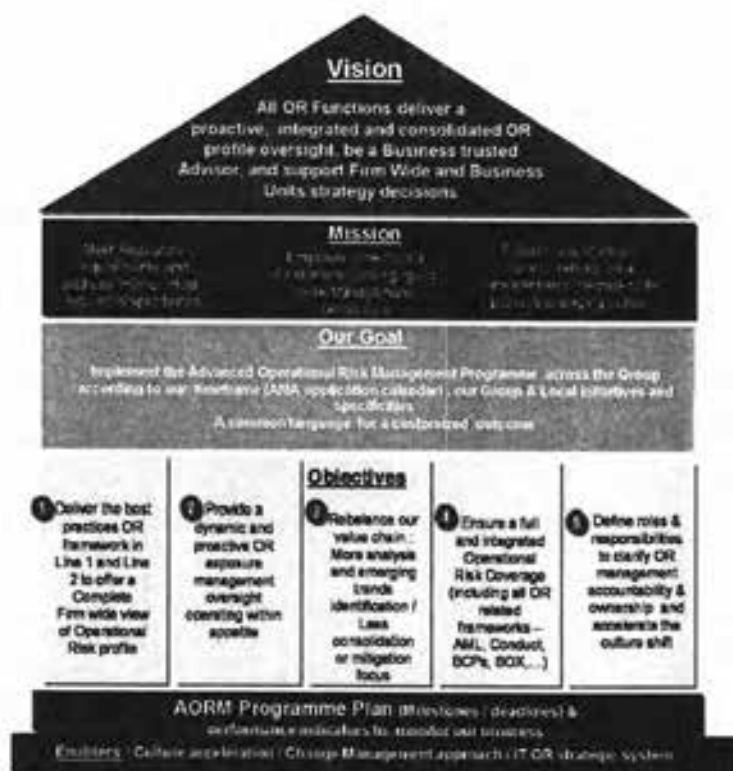 Vision
All OR Functions deliver a
proactive, integrated and consolidated OR
profile oversight, be a Business trusted
Advisor, and support Firm Wide and Business
Units strategy decisions
Mission
Our Goal
Implement the Advanced Operational Risk Management Programme across the Group
according to our timeframe (AMA application calendar), our Group & Local initiatives and
specificities
A common language for a customized outcome
Objectives
1 Deliver the best
practices OR
framework in
Line 1 and Line
2 to offer a
Complete
Firm wide view
of Operational
Risk profile
2 Provide a
dynamic and
proactive OR
exposure
management
oversight
operating within
appetite
3 Rebalance our
value chain :
More analysis
and emerging
trends
identification /
Less
consolidation
or mitigation
focus
4 Ensure a full
and integrated
Operational
Risk Coverage
(including all OR
related
frameworks –
AML, Conduct,
BCPs, SOX,...)
5 Define roles &
responsibilities
to clarify OR
management
accountability &
ownership and
accelerate the
culture shift
AORM Programme Plan (Milestones / deadlines) &
performance indicators to monitor our progress
Enablers : Culture acceleration / Change Management approach / IT OR strategic system